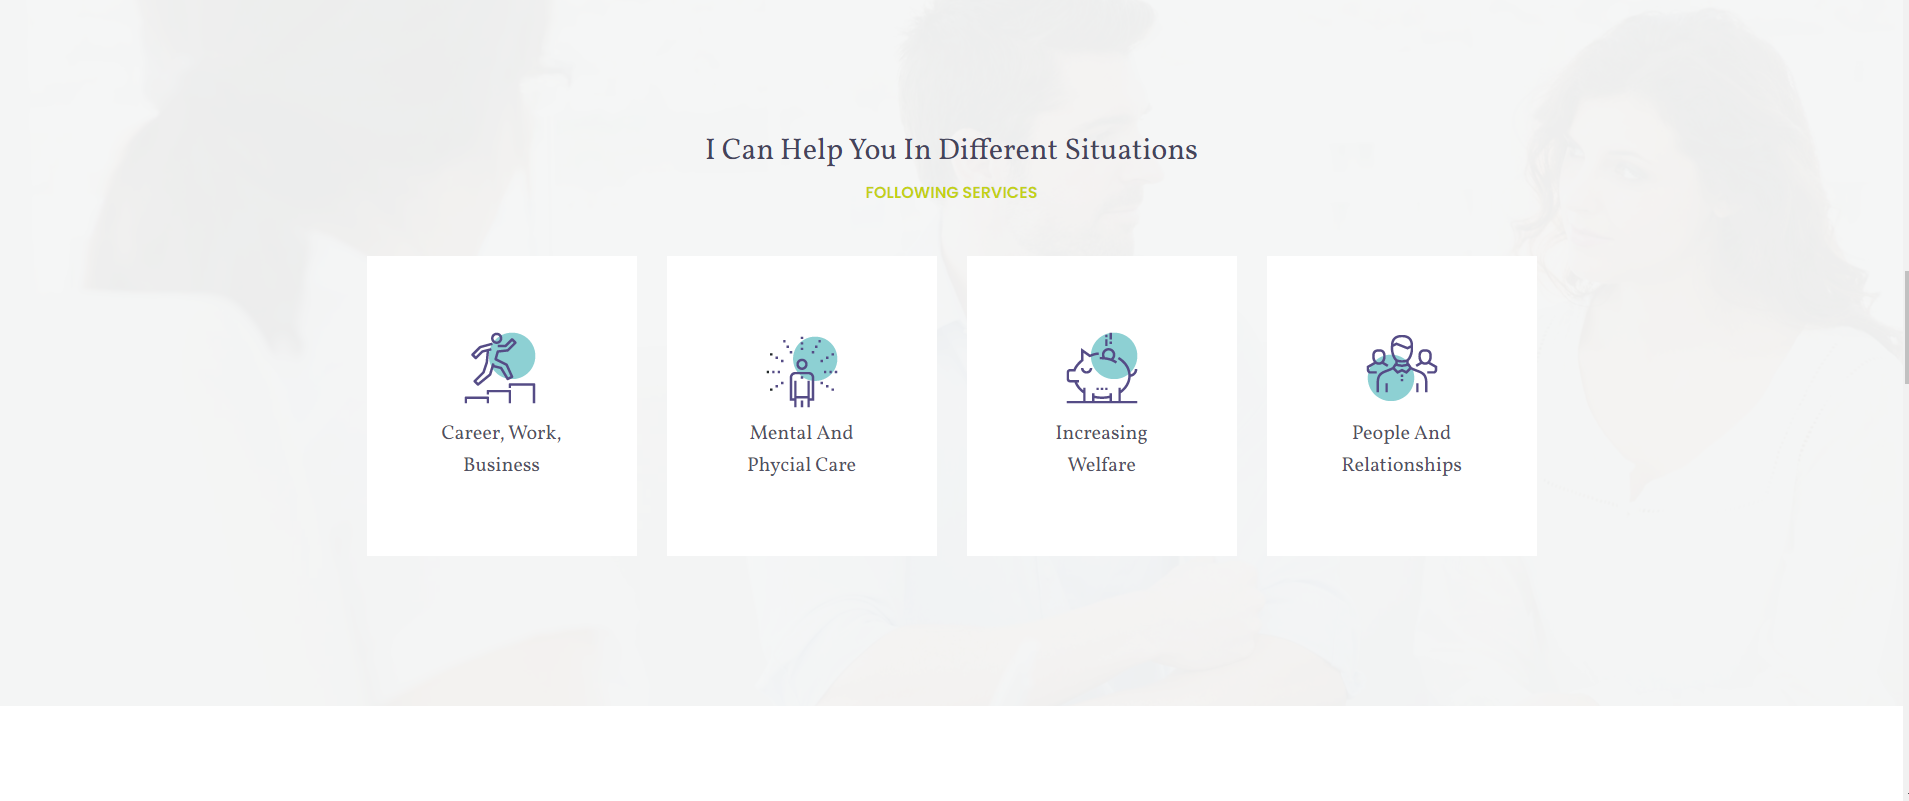 I Can Help You In Different Situations
FOLLOWING SERVICES
Career, Work,
Business
Mental And
Phycial Care
Increasing
Welfare
People And
Relationships